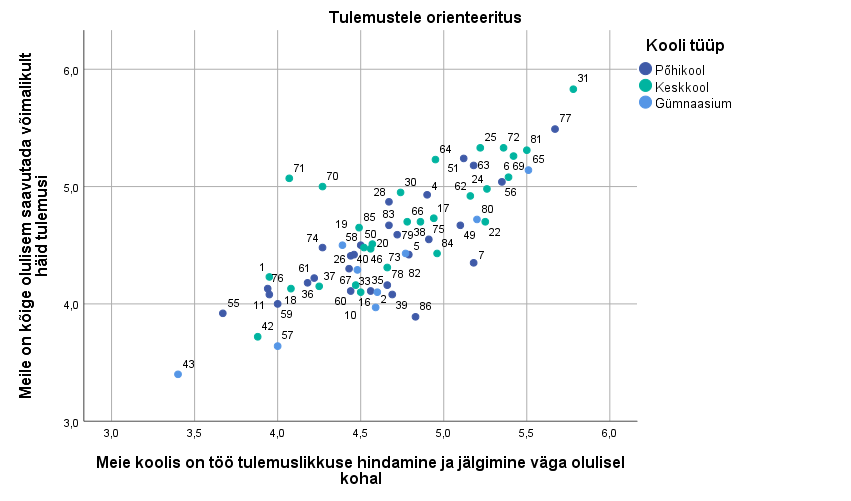 Tulemustele orienteeritus
Kooli tüüp
Põhikool
Keskkool
Gümnaasium
Meile on kõige olulisem saavutada võimalikult
häid tulemusi
6,0
5,0
4,0
3,0
31
77
64 25 72 81
51 63 6 69 65
71 70
28 30 4 62 24 56
19 85 83 66 17 80
74 58 50 20 79 38 75 49 22
26 40 46 73 5 84 7
1 76 61 37 67 33 35 78 82
11 18 36 60 16 2 39 86
55 59 10
42 57
43
3,0 3,5 4,0 4,5 5,0 5,5 6,0
Meie koolis on töö tulemuslikkuse hindamine ja jälgimine väga olulisel
kohal